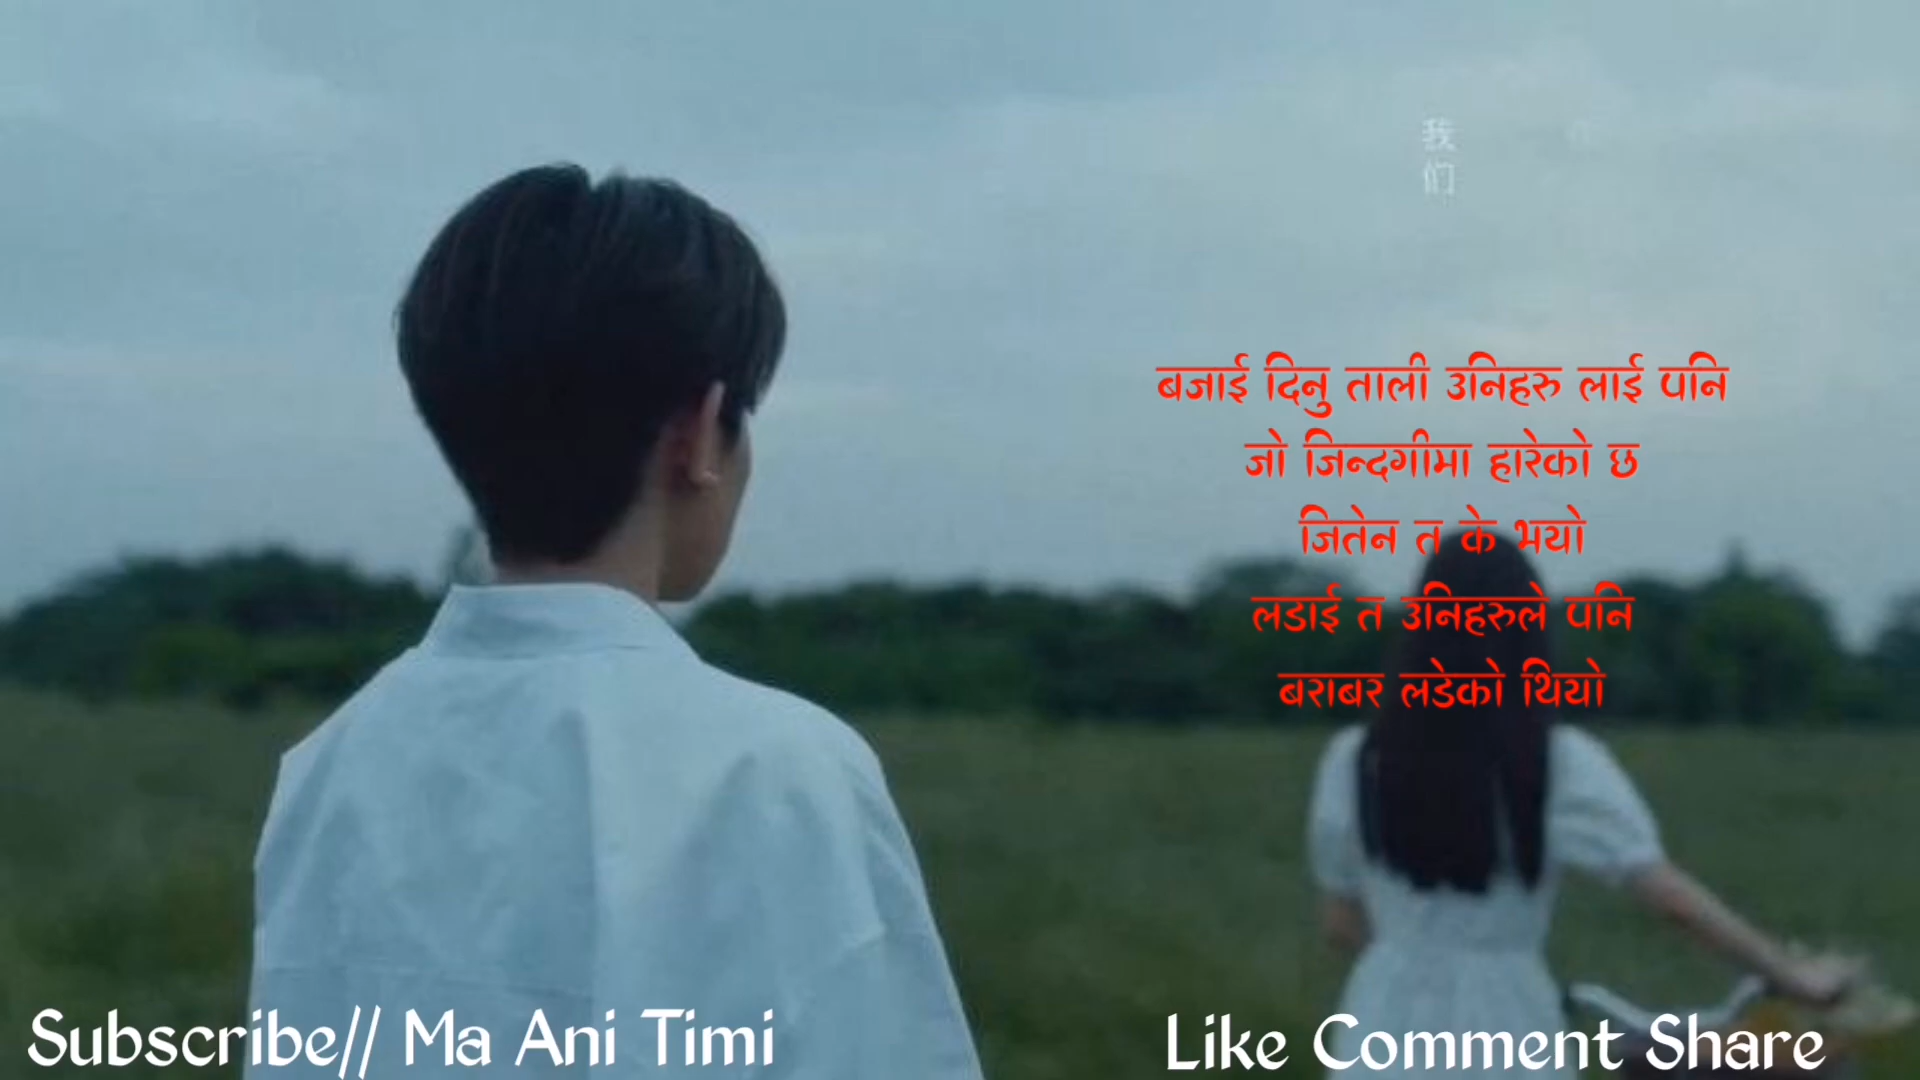 我
们
बजाई दिनु ताली उनिहरु लाई पनि
जो जिन्दगीमा हारेको छ
जितेन त के भयो
लडाई त उनिहरुले पनि
बराबर लडेको थियो
Subscribe// Ma Ani Timi
Like Comment Share